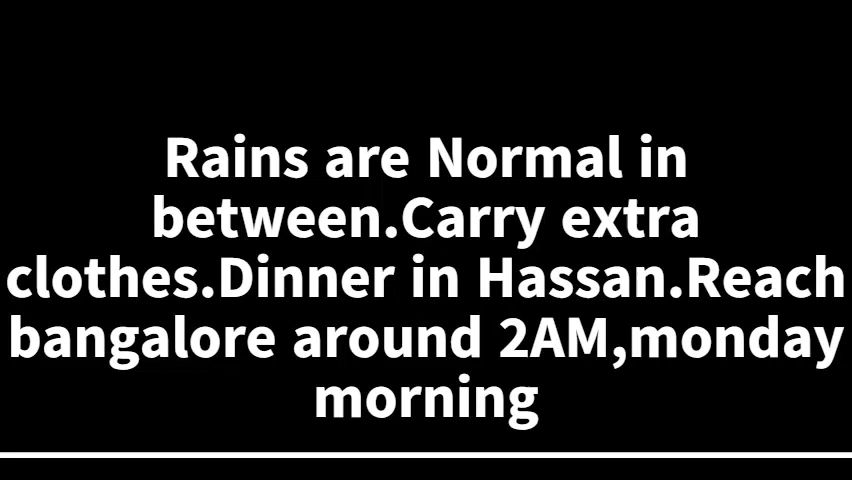 Rains are Normal in
between.Carry extra
clothes.Dinner in Hassan.Reach
bangalore around 2AM,monday
morning